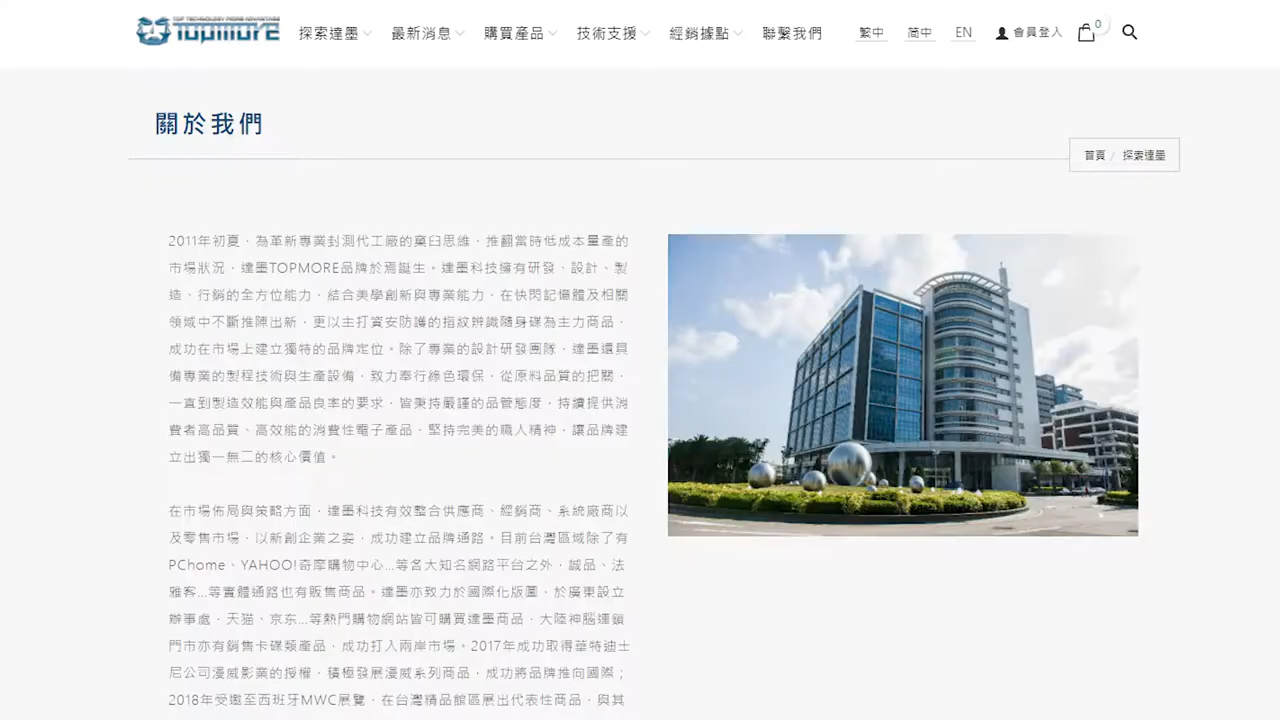 TOP TECHNOLOGY MORE ADVANTAGE
TOPMORE
探索達墨 最新消息 購買產品 技術支援 經銷據點 聯繫我們 繁中 简中 EN 會員登入 0
關於我們
首頁 / 探索達墨
2011年初夏，為革新專業封測代工廠的窠臼思維，推翻當時低成本量產的
市場狀況，達墨TOPMORE品牌於焉誕生。達墨科技擁有研發、設計、製
造、行銷的全方位能力，結合美學創新與專業能力，在快閃記憶體及相關
領域中不斷推陳出新，更以主打資安防護的指紋辨識隨身碟為主力商品，
成功在市場上建立獨特的品牌定位。除了專業的設計研發團隊，達墨還具
備專業的製程技術與生產設備，致力奉行綠色環保，從原料品質的把關，
一直到製造效能與產品良率的要求，皆秉持嚴謹的品管態度，持續提供消
費者高品質、高效能的消費性電子產品，堅持完美的職人精神，讓品牌建
立出獨一無二的核心價值。
在市場佈局與策略方面，達墨科技有效整合供應商、經銷商、系統廠商以
及零售市場，以新創企業之姿，成功建立品牌通路。目前台灣區域除了有
PChome、YAHOO!奇摩購物中心...等各大知名網路平台之外，誠品、法
雅客...等實體通路也有販售商品。達墨亦致力於國際化版圖，於廣東設立
辦事處，天猫、京东...等熱門購物網站皆可購買達墨商品，大陸神腦連鎖
門市亦有銷售卡碟類產品，成功打入兩岸市場。2017年成功取得華特迪士
尼公司漫威影業的授權，積極發展漫威系列商品，成功將品牌推向國際；
2018年受邀至西班牙MWC展覽，在台灣精品館區展出代表性商品，與其